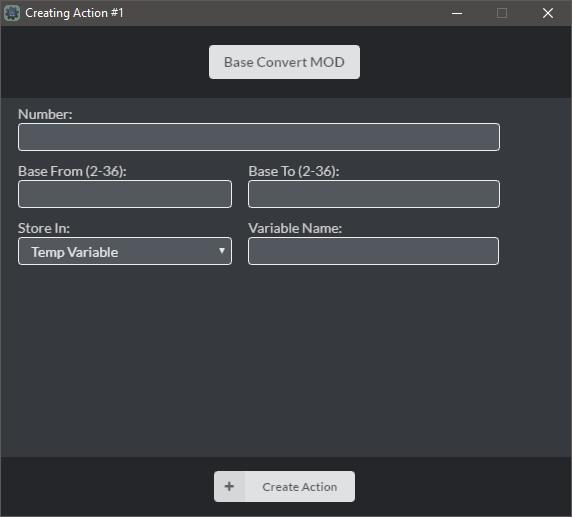 Creating Action #1
Base Convert MOD
Number:
Base From (2-36):
Base To (2-36):
Store In:
Variable Name:
Temp Variable
Create Action